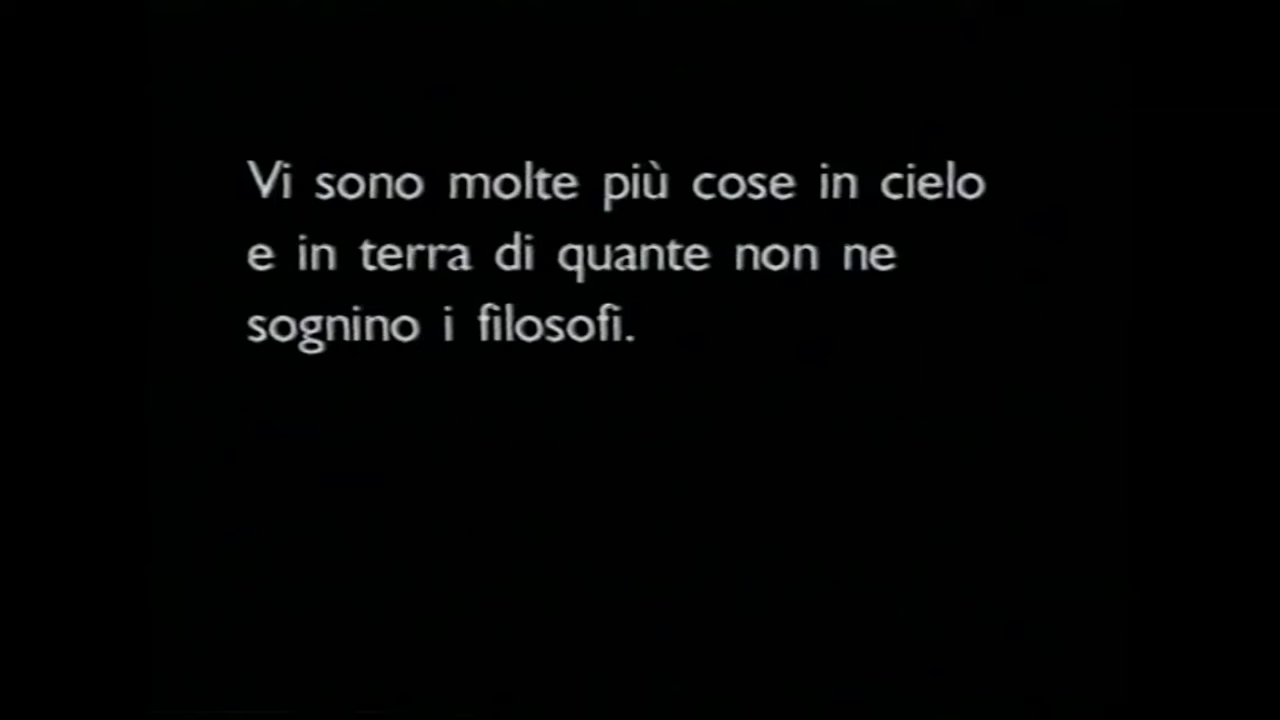 Vi sono molte più cose in cielo
e in terra di quante non ne
sognino i filosofi.